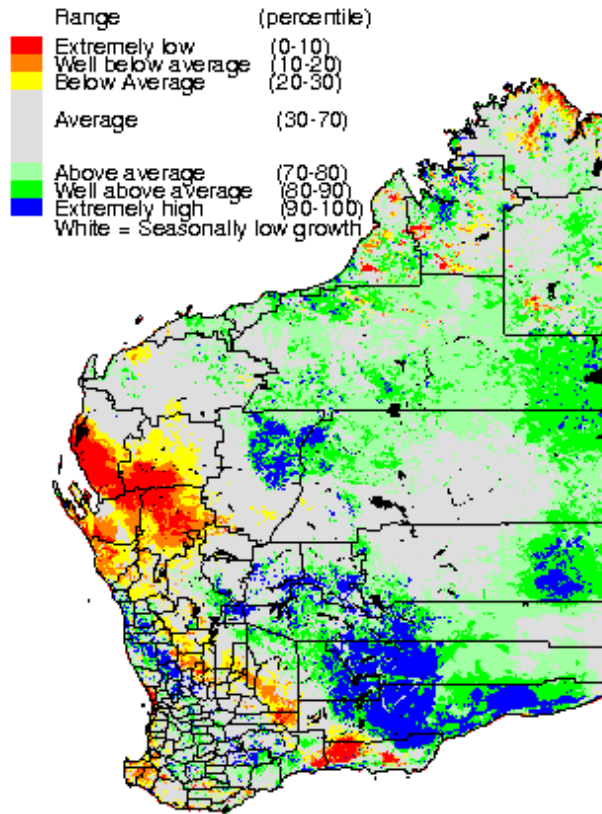 Range (percentile)
Extremely low (0-10)
Well below average (10-20)
Below Average (20-30)
Average (30-70)
Above average (70-80)
Well above average (80-90)
Extremely high (90-100)
White = Seasonally low growth